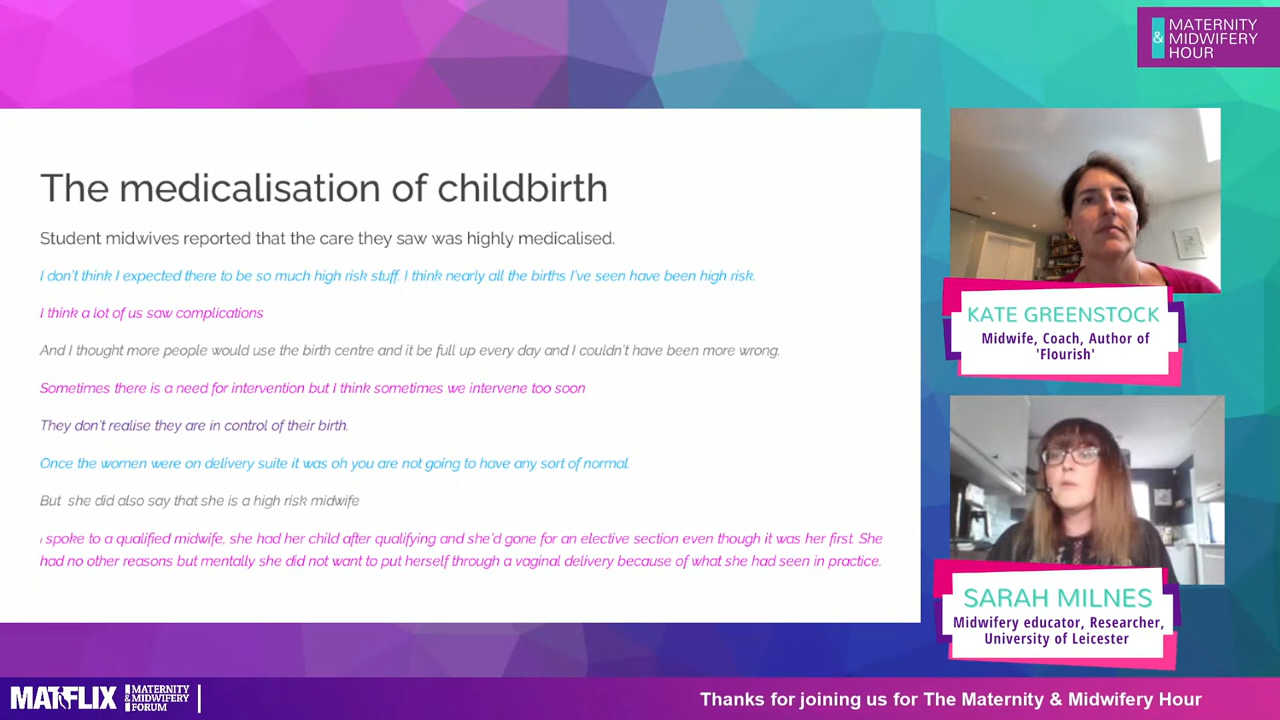 MATERNITY
& MIDWIFERY
HOUR
The medicalisation of childbirth
Student midwives reported that the care they saw was highly medicalised.
I don't think I expected there to be so much high risk stuff. I think nearly all the births I've seen have been high risk.
I think a lot of us saw complications
And I thought more people would use the birth centre and it be full up every day and I couldn't have been more wrong.
Sometimes there is a need for intervention but I think sometimes we intervene too soon
They don't realise they are in control of their birth.
Once the women were on delivery suite it was oh you are not going to have any sort of normal.
But she did also say that she is a high risk midwife
I spoke to a qualified midwife, she had her child after qualifying and she'd gone for an elective section even though it was her first. She
had no other reasons but mentally she did not want to put herself through a vaginal delivery because of what she had seen in practice.
KATE GREENSTOCK
Midwife, Coach, Author of
'Flourish'
SARAH MILNES
Midwifery educator, Researcher,
University of Leicester
MATFLIX
MATERNITY
& MIDWIFERY
FORUM
Thanks for joining us for The Maternity & Midwifery Hour